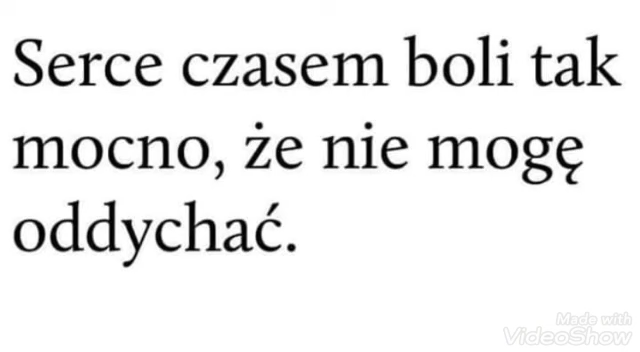 Serce czasem boli tak
mocno, że nie mogę
oddychać.
Made with
VideoShow